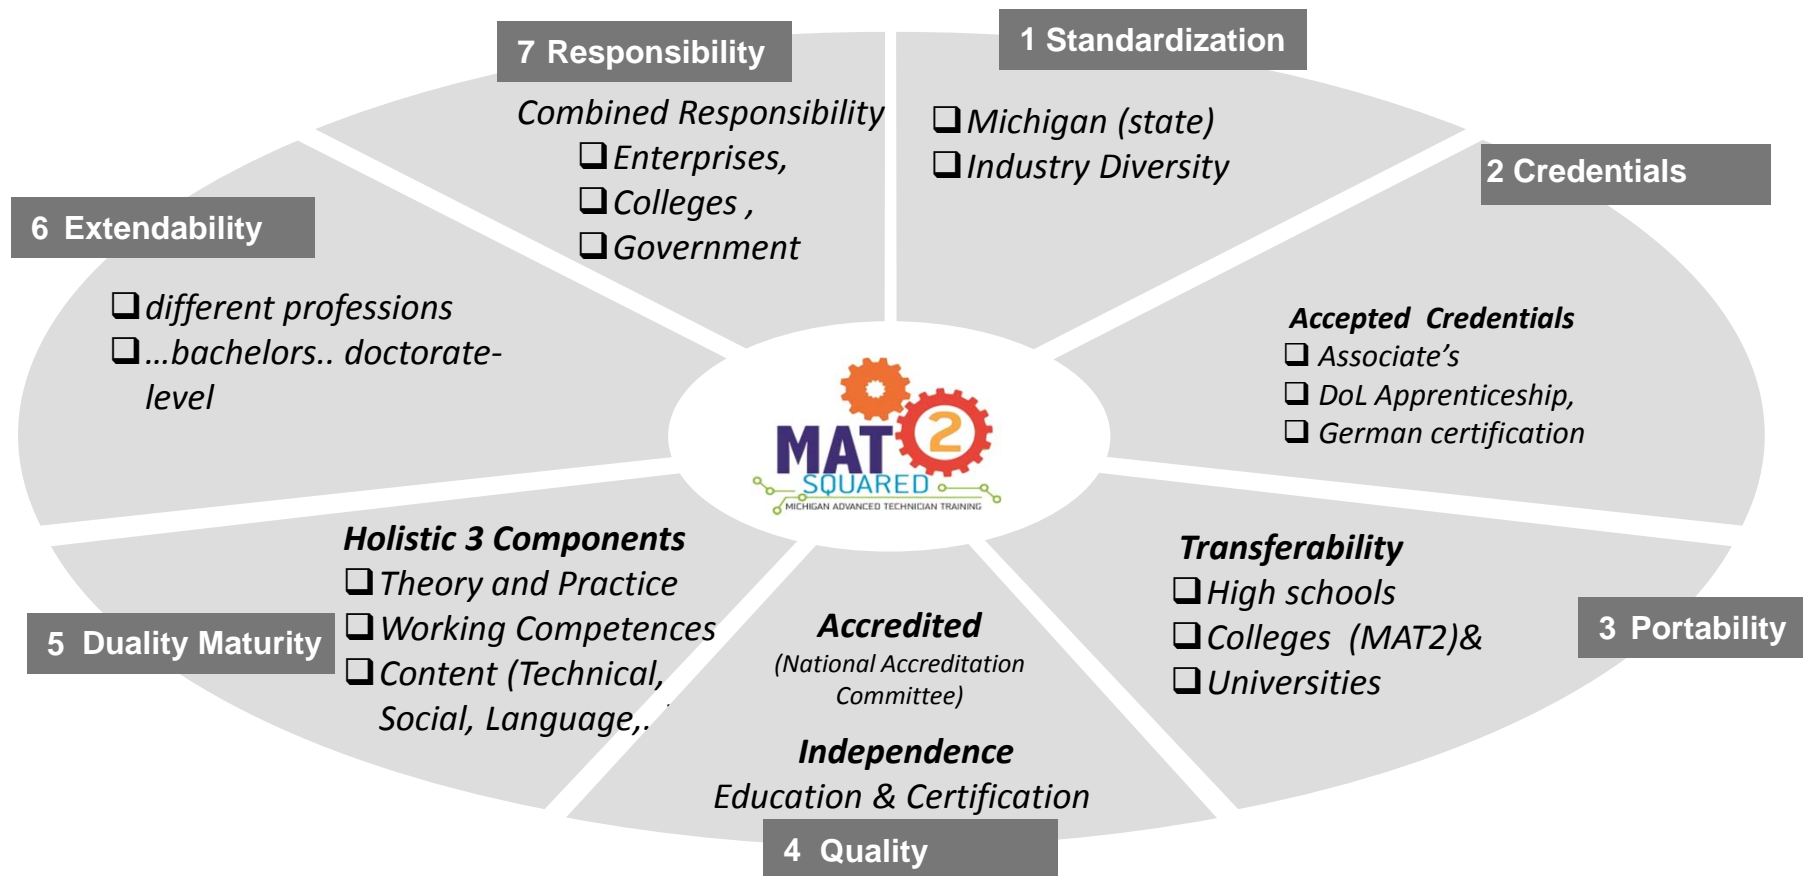 1 Standardization
❑ Michigan (state)
❑ Industry Diversity
2 Credentials
Accepted Credentials
❑ Associate’s
❑ DoL Apprenticeship,
❑ German certification
3 Portability
Transferability
❑ High schools
❑ Colleges (MAT2)&
❑ Universities
4 Quality
Accredited
(National Accreditation
Committee)
Independence
Education & Certification
5 Duality Maturity
Holistic 3 Components
❑ Theory and Practice
❑ Working Competences
❑ Content (Technical,
Social, Language,..
6 Extendability
❑ different professions
❑ …bachelors.. doctorate-
level
7 Responsibility
Combined Responsibility
❑ Enterprises,
❑ Colleges ,
❑ Government
MAT 2
SQUARED
MICHIGAN ADVANCED TECHNICIAN TRAINING